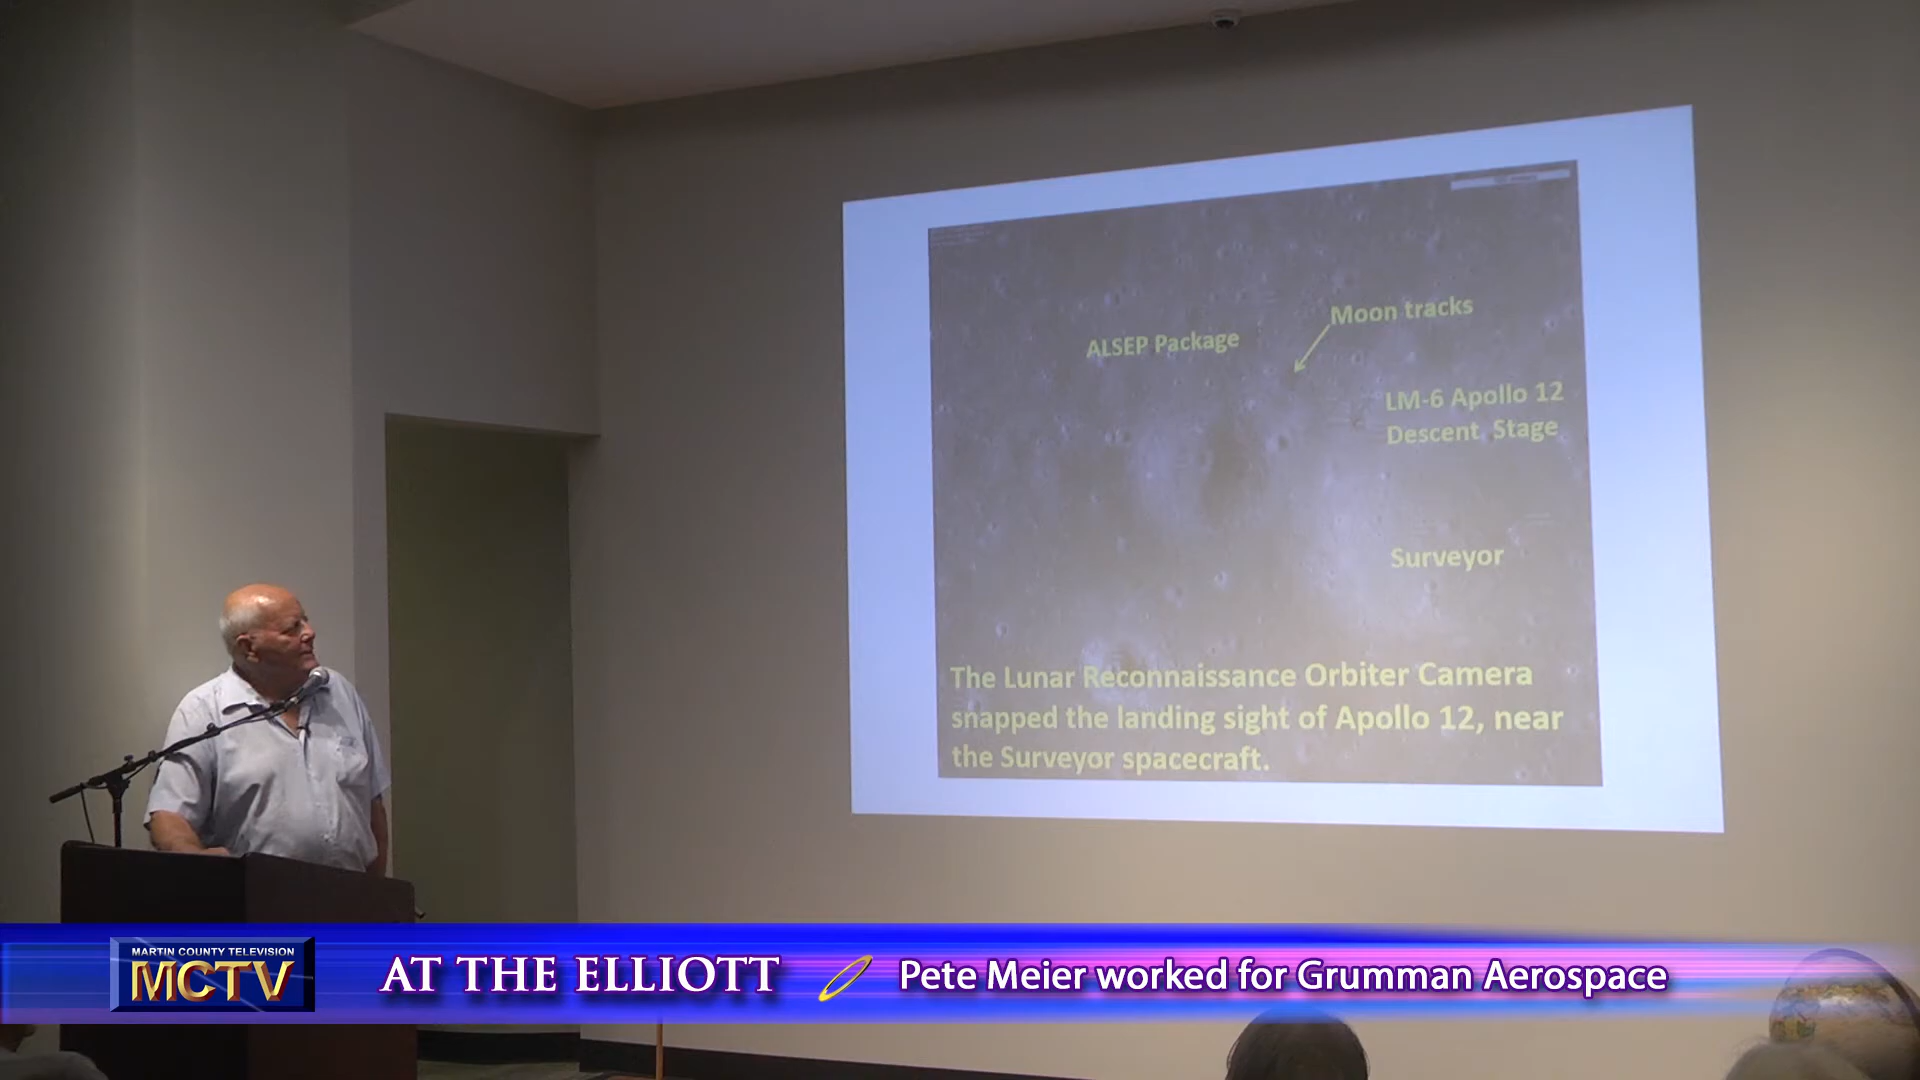 Moon tracks
ALSEP Package
LM-6 Apollo 12
Descent Stage
Surveyor
The Lunar Reconnaissance Orbiter Camera
snapped the landing sight of Apollo 12, near
the Surveyor spacecraft.
MARTIN COUNTY TELEVISION
MCTV
AT THE ELLIOTT
Pete Meier worked for Grumman Aerospace